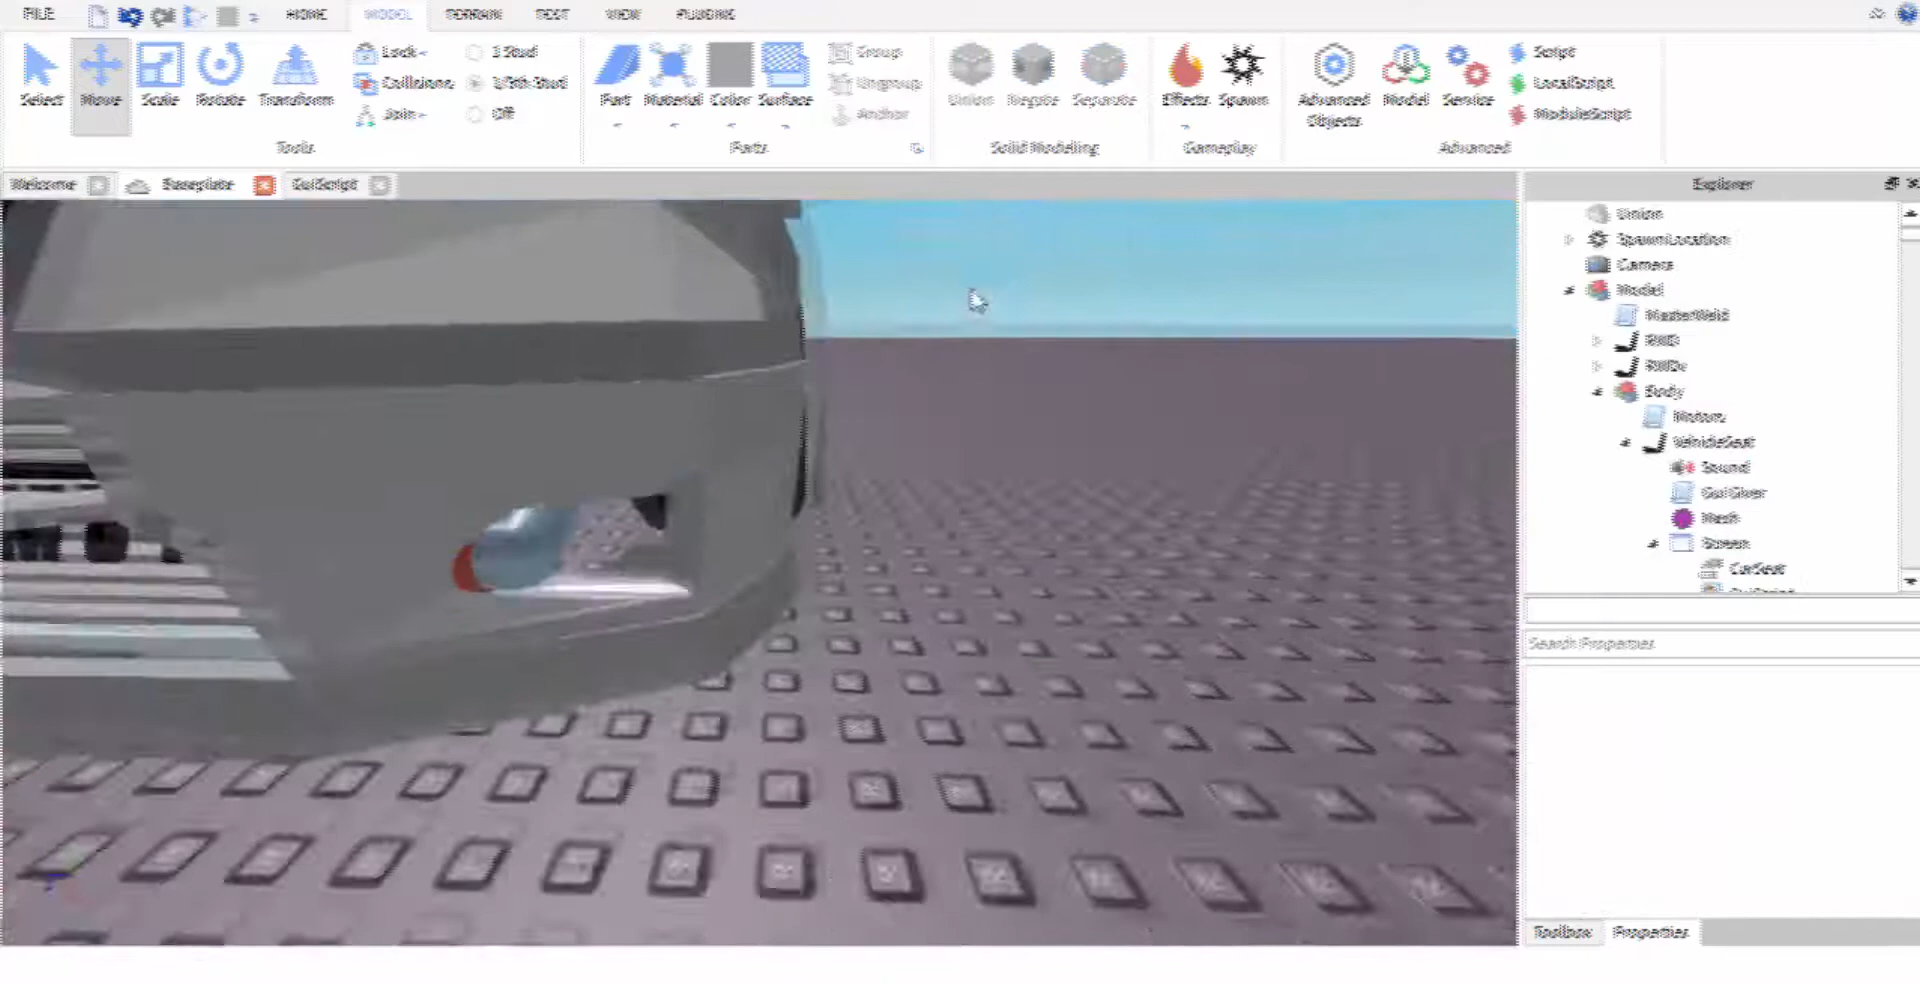 FILE HOME MODEL TERRAIN TEST VIEW PLUGINS
Select Move Scale Rotate Transform
Lock
Collisions
Join
1 Stud
1/5th Stud
Off
Tools
Part Material Color Surface
Group
Ungroup
Anchor
Parts
Union Negate Separate
Solid Modeling
Effects Spawn
Gameplay
Advanced Objects Model Service
Script
LocalScript
ModuleScript
Advanced
Welcome Baseplate GuiScript
Explorer
Union
SpawnLocation
Camera
Model
MasterWeld
Body
Motors
VehicleSeat
Sound
GuiGiver
Mesh
Screen
CarSeat
Search Properties
Toolbox Properties